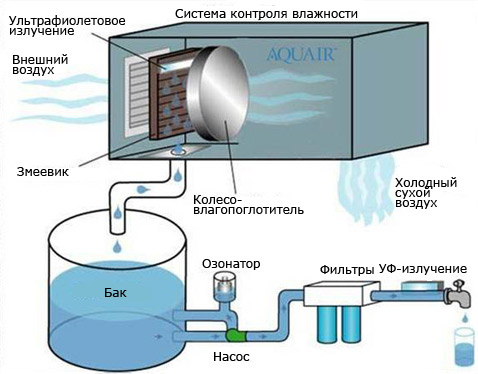 Ультрафиолетовое
излучение
Система контроля влажности
Внешний
воздух
AQUAIR™
Змеевик
Колесо-
влагопоглотитель
Холодный
сухой
воздух
Бак
Озонатор
Фильтры
УФ-излучение
Насос